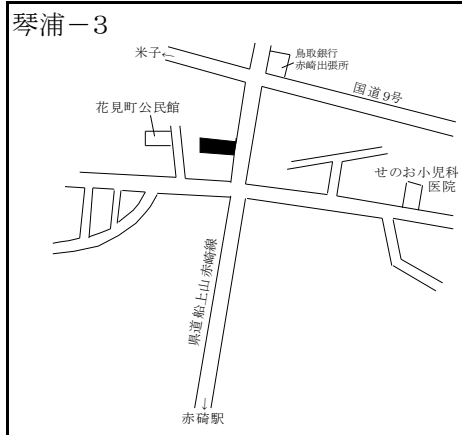 琴浦－3
米子←
鳥取銀行
赤崎出張所
国道9号
花見町公民館
せのお小児科
医院
県道船上山赤崎線
↓
赤碕駅